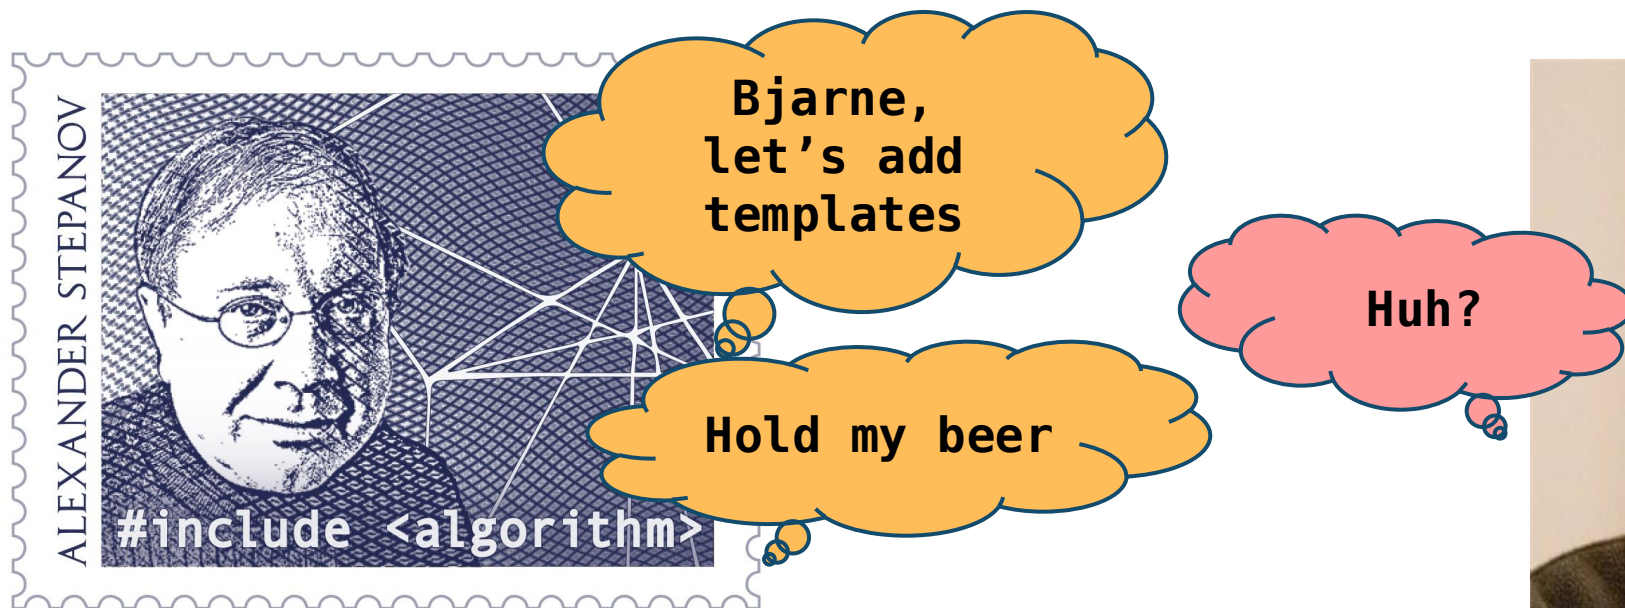 ALEXANDER STEPANOV
#include <algorithm>
Bjarne,
let’s add
templates
Hold my beer
Huh?